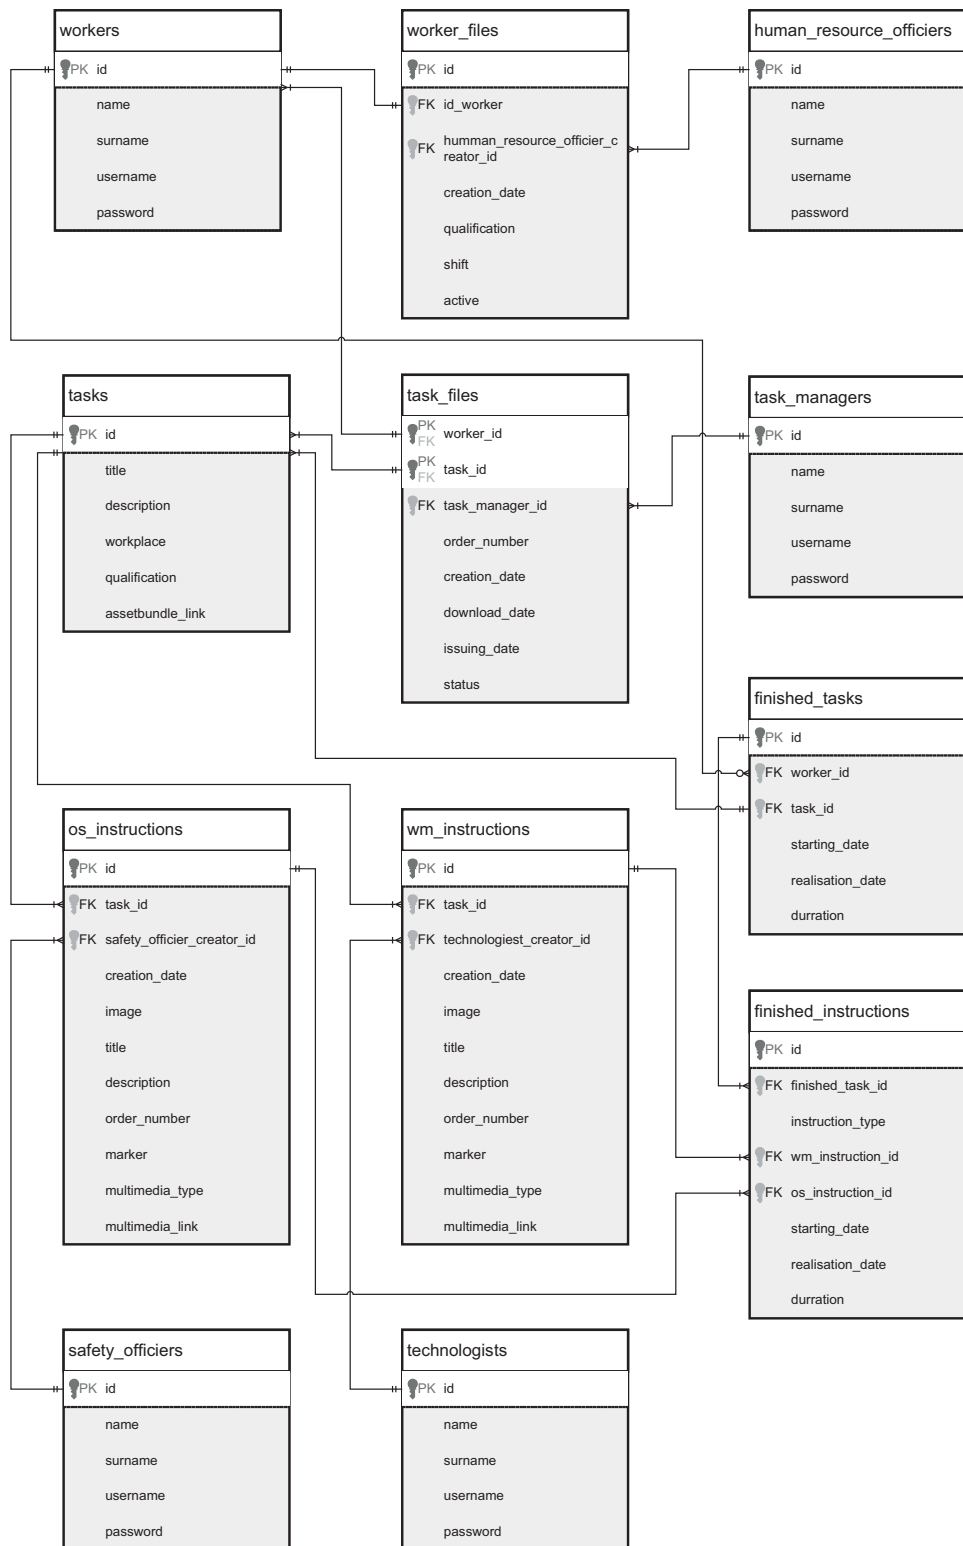 workers
PK id
name
surname
username
password
worker_files
PK id
FK id_worker
FK humman_resource_officier_c
reator_id
creation_date
qualification
shift
active
human_resource_officiers
PK id
name
surname
username
password
tasks
PK id
title
description
workplace
qualification
assetbundle_link
task_files
PK
FK worker_id
PK
FK task_id
FK task_manager_id
order_number
creation_date
download_date
issuing_date
status
task_managers
PK id
name
surname
username
password
finished_tasks
PK id
FK worker_id
FK task_id
starting_date
realisation_date
durration
os_instructions
PK id
FK task_id
FK safety_officier_creator_id
creation_date
image
title
description
order_number
marker
multimedia_type
multimedia_link
wm_instructions
PK id
FK task_id
FK technologiest_creator_id
creation_date
image
title
description
order_number
marker
multimedia_type
multimedia_link
finished_instructions
PK id
FK finished_task_id
instruction_type
FK wm_instruction_id
FK os_instruction_id
starting_date
realisation_date
durration
safety_officiers
PK id
name
surname
username
password
technologists
PK id
name
surname
username
password